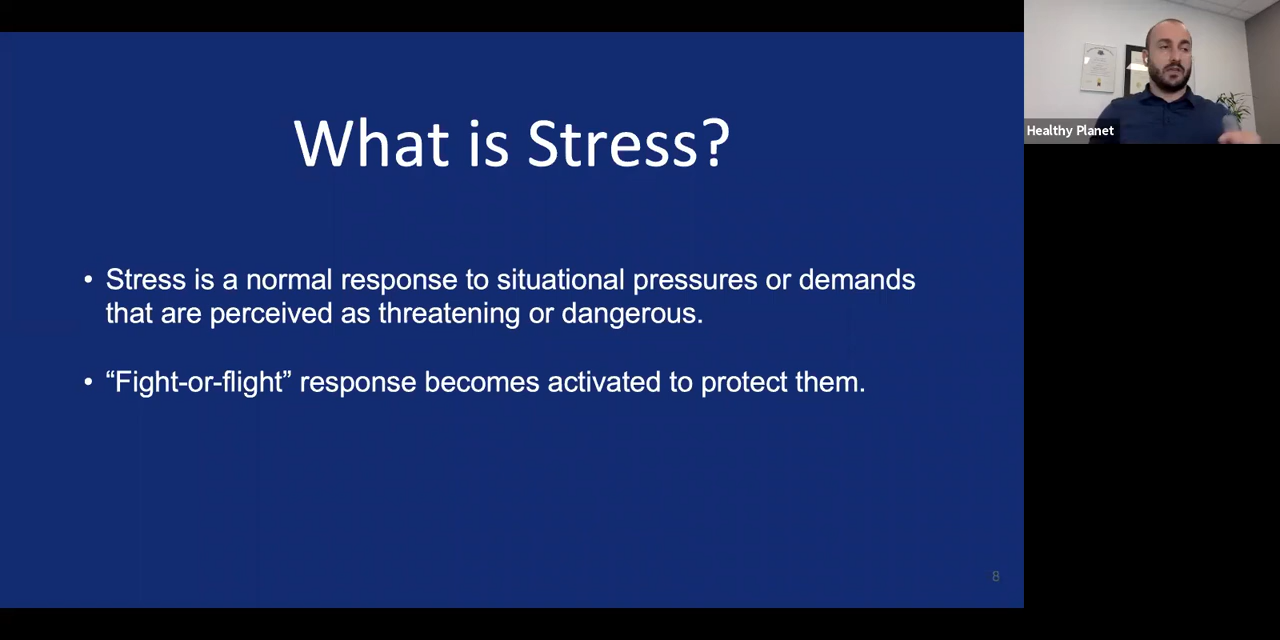 What is Stress?
• Stress is a normal response to situational pressures or demands
that are perceived as threatening or dangerous.
• “Fight-or-flight” response becomes activated to protect them.
8
Healthy Planet